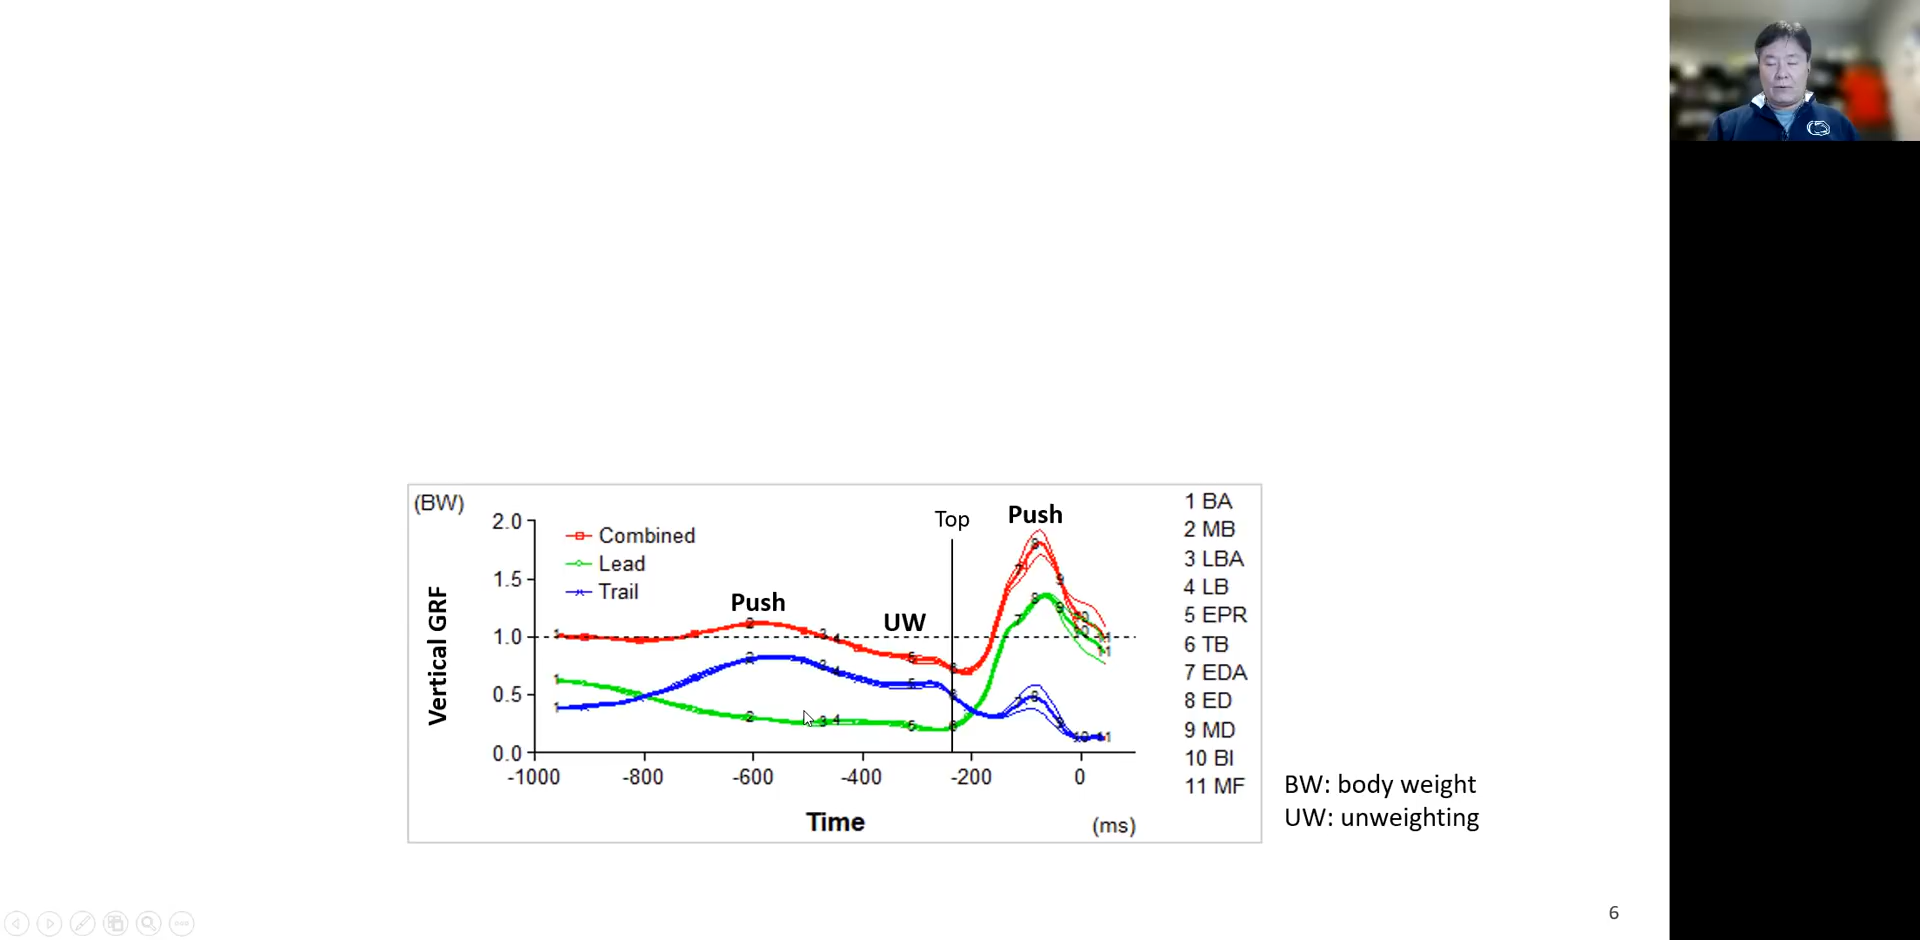 (BW)
2.0
1.5
1.0
0.5
0.0
Vertical GRF
Combined
Lead
Trail
Push
UW
Top
Push
-1000
-800
-600
-400
-200
0
Time
(ms)
1 BA
2 MB
3 LBA
4 LB
5 EPR
6 TB
7 EDA
8 ED
9 MD
10 BI
11 MF
BW: body weight
UW: unweighting
6